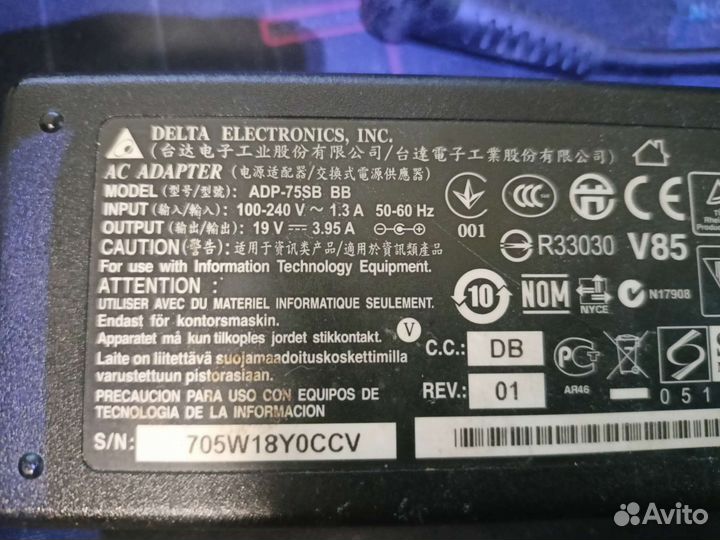 DELTA ELECTRONICS, INC.
(台达电子工业股份有限公司/台達電子工業股份有限公司)
AC ADAPTER (电源适配器/交換式電源供應器)
MODEL (型号/型號): ADP-75SB BB
INPUT (输入/輸入): 100-240 V ~ 1.3 A 50-60 Hz
OUTPUT (输出/輸出): 19 V ⎓ 3.95 A
CAUTION (警告): 适用于资讯类产品/適用於資訊類產品
For use with Information Technology Equipment.
ATTENTION :
UTILISER AVEC DU MATERIEL INFORMATIQUE SEULEMENT.
Endast för kontorsmaskin.
Apparatet må kun tilkoples jordet stikkontakt.
Laite on liitettävä suojamaadoituskoskettimilla
varustettuun pistorasiaan.
PRECAUCION PARA USO CON EQUIPOS DE
TECNOLOGIA DE LA INFORMACION
S/N: 705W18Y0CCV
001
R33030 V85
10 NOM NYCE N17908
V
C.C.: DB
REV.: 01
AR46
051
Avito